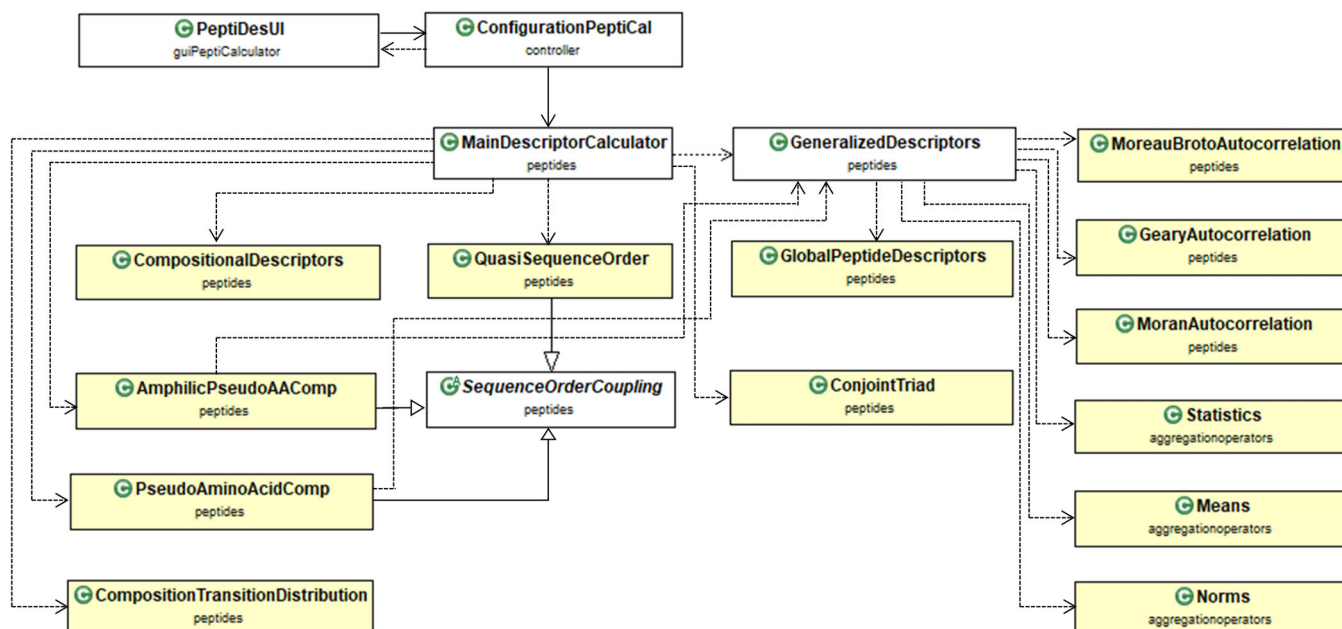 PeptiDesUI
guiPeptiCalculator
ConfigurationPeptiCal
controller
MainDescriptorCalculator
peptides
GeneralizedDescriptors
peptides
MoreauBrotoAutocorrelation
peptides
CompositionalDescriptors
peptides
QuasiSequenceOrder
peptides
GlobalPeptideDescriptors
peptides
GearyAutocorrelation
peptides
MoranAutocorrelation
peptides
AmphilicPseudoAAComp
peptides
SequenceOrderCoupling
peptides
ConjointTriad
peptides
Statistics
aggregationoperators
PseudoAminoAcidComp
peptides
Means
aggregationoperators
CompositionTransitionDistribution
peptides
Norms
aggregationoperators